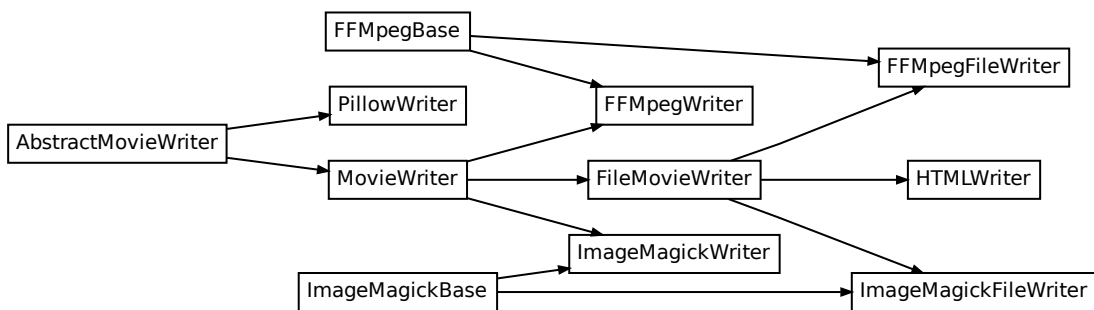 FFMpegBase
FFMpegFileWriter
PillowWriter
FFMpegWriter
AbstractMovieWriter
MovieWriter
FileMovieWriter
HTMLWriter
ImageMagickWriter
ImageMagickBase
ImageMagickFileWriter